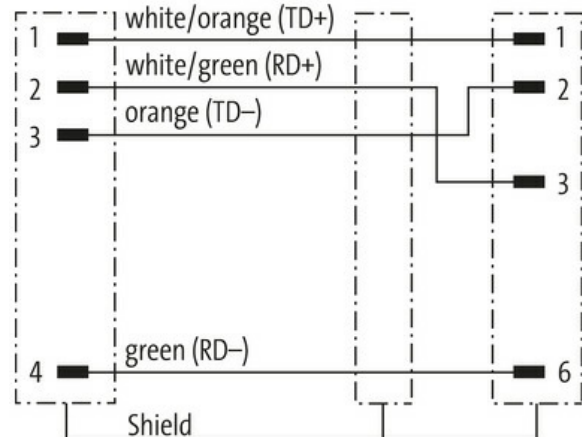 1 white/orange (TD+) 1
2 white/green (RD+) 2
3 orange (TD–)
3
4 green (RD–) 6
Shield